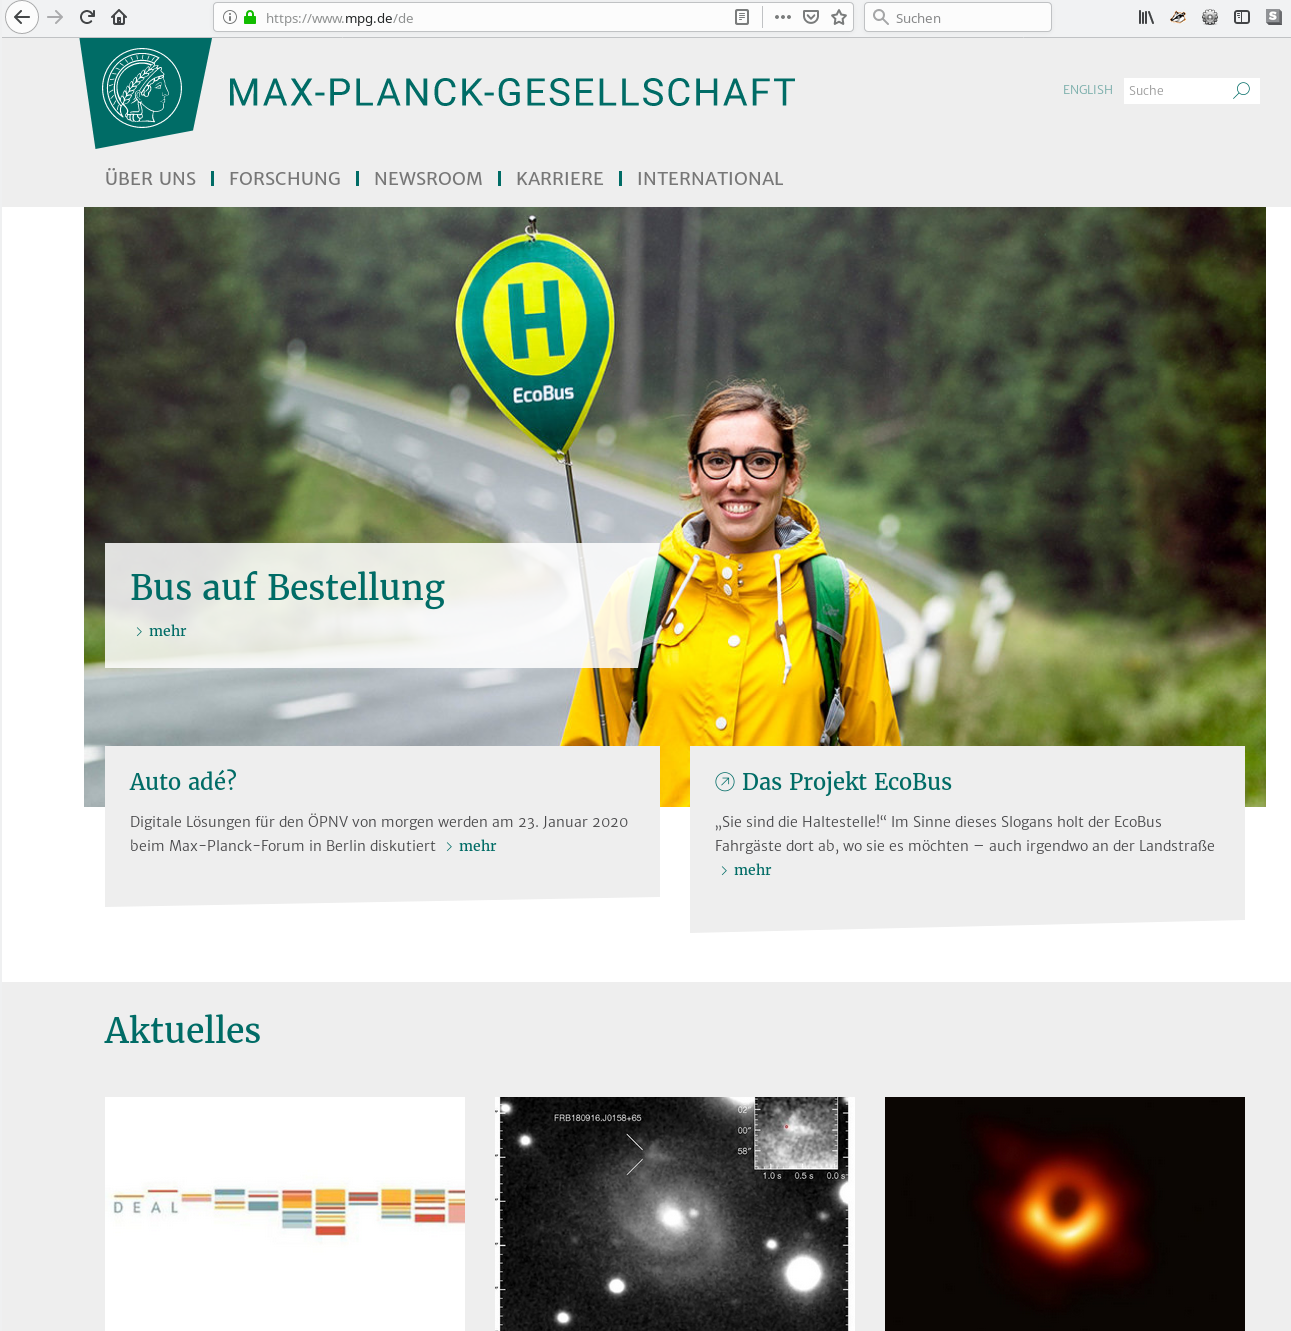 https://www.mpg.de/de
Suchen
S
MAX-PLANCK-GESELLSCHAFT
ENGLISH
Suche
ÜBER UNS
FORSCHUNG
NEWSROOM
KARRIERE
INTERNATIONAL
H
EcoBus
Bus auf Bestellung
mehr
Auto adé?
Digitale Lösungen für den ÖPNV von morgen werden am 23. Januar 2020
beim Max-Planck-Forum in Berlin diskutiert mehr
Das Projekt EcoBus
„Sie sind die Haltestelle!“ Im Sinne dieses Slogans holt der EcoBus
Fahrgäste dort ab, wo sie es möchten – auch irgendwo an der Landstraße
mehr
Aktuelles
DEAL
FRB180916.J0158+65
02"
00"
58"
1.0 s 0.5 s 0.0 s